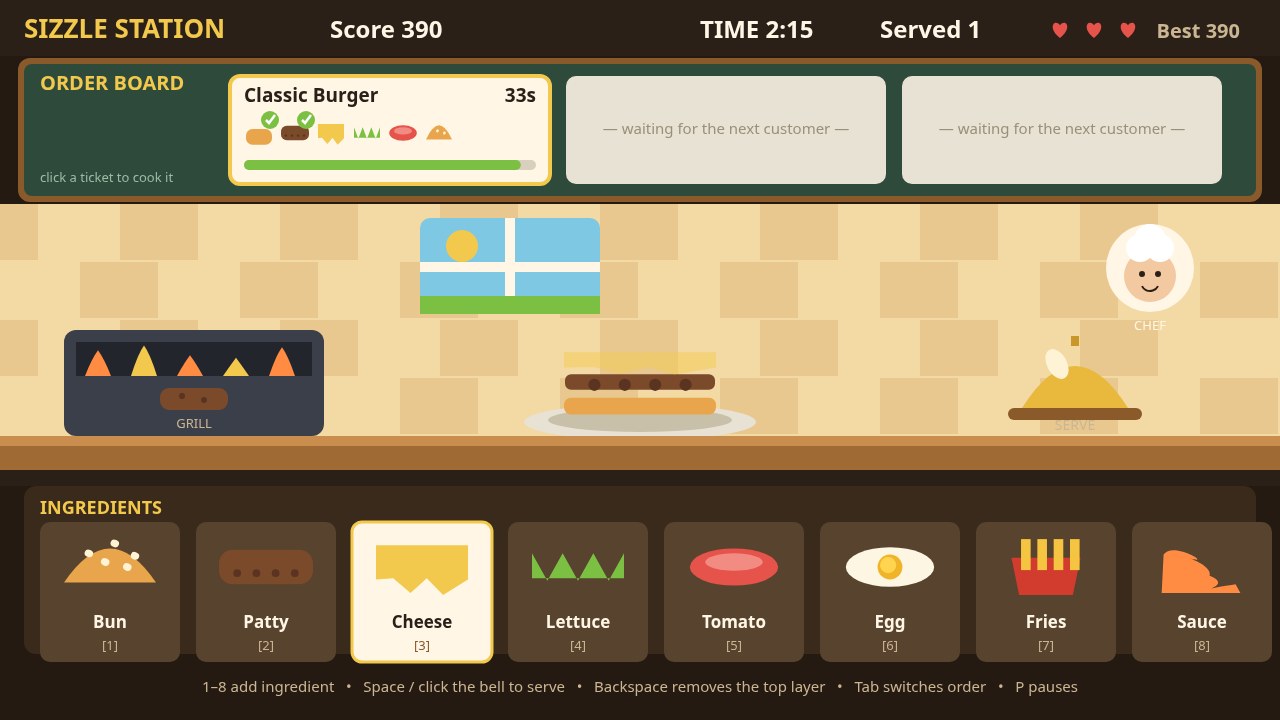 SIZZLE STATION Score 390 TIME 2:15 Served 1 Best 390
ORDER BOARD
Classic Burger 33s
— waiting for the next customer — — waiting for the next customer —
click a ticket to cook it
CHEF
GRILL
SERVE
INGREDIENTS
Bun Patty Cheese Lettuce Tomato Egg Fries Sauce
[1] [2] [3] [4] [5] [6] [7] [8]
1–8 add ingredient • Space / click the bell to serve • Backspace removes the top layer • Tab switches order • P pauses